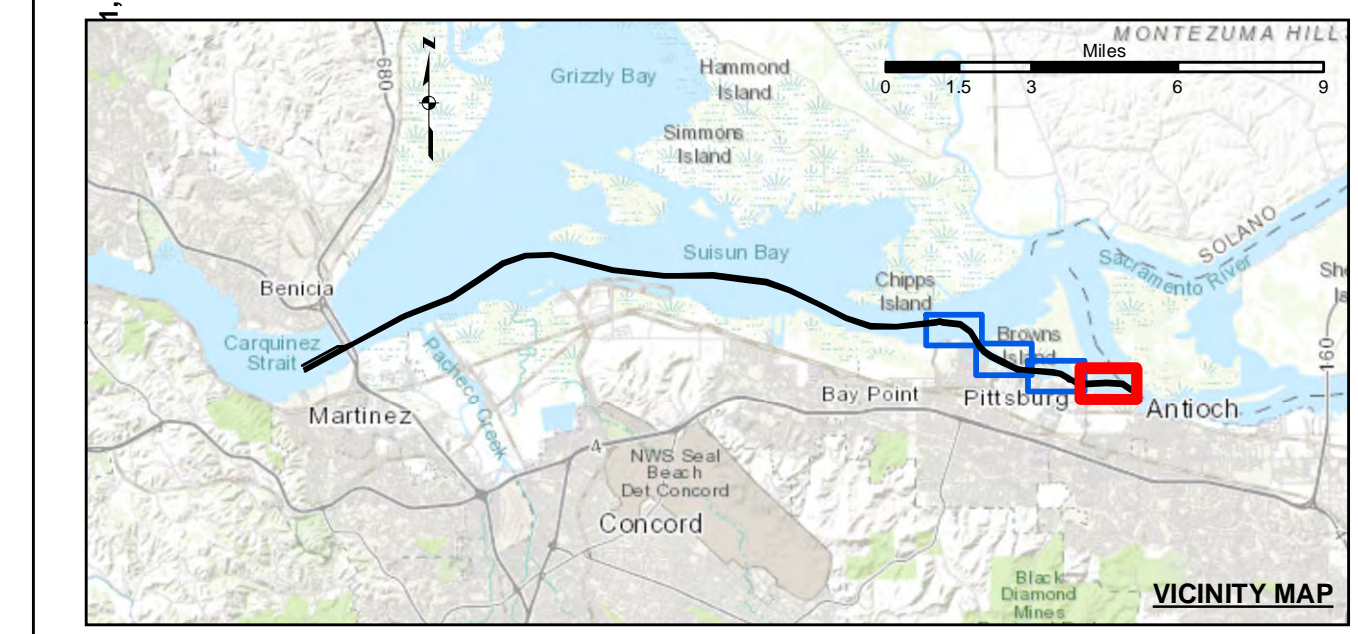 MONTEZUMA HILL
Miles
0 1.5 3 6 9
N
680
Grizzly Bay
Hammond
Island
Simmons
Island
Suisun Bay
SOLANO
Sacramento River
Chipps
Island
Benicia
Browns
Island
Carquinez
Strait
Pacheco Creek
160
Bay Point
Pittsburg
Antioch
Martinez
4
NWS Seal
Beach
Det Concord
Concord
Black
Diamond
Mines
VICINITY MAP